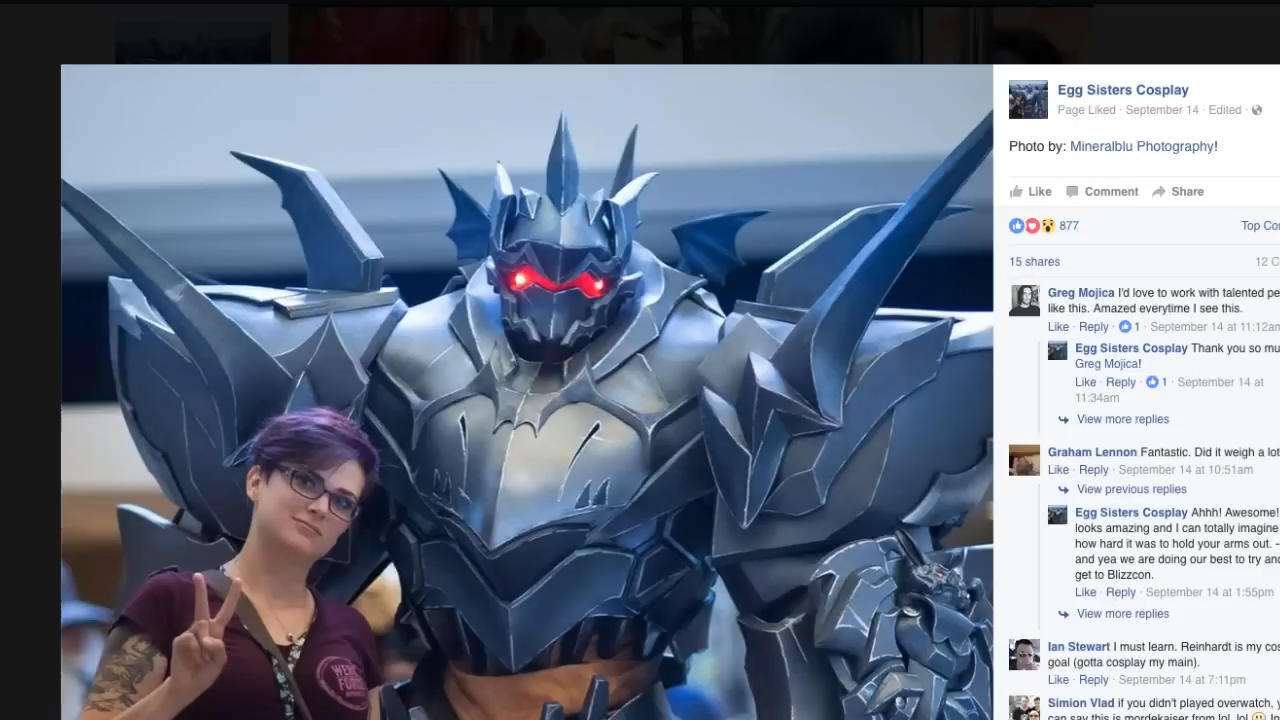 Egg Sisters Cosplay
Page Liked · September 14 · Edited ·
Photo by: Mineralblu Photography!
Like Comment Share
877 Top Co
15 shares 12 C
Greg Mojica I'd love to work with talented pe
like this. Amazed everytime I see this.
Like · Reply · 1 · September 14 at 11:12am
Egg Sisters Cosplay Thank you so mu
Greg Mojica!
Like · Reply · 1 · September 14 at
11:34am
View more replies
Graham Lennon Fantastic. Did it weigh a lot
Like · Reply · September 14 at 10:51am
View previous replies
Egg Sisters Cosplay Ahhh! Awesome!
looks amazing and I can totally imagine
how hard it was to hold your arms out. -
and yea we are doing our best to try and
get to Blizzcon.
Like · Reply · September 14 at 1:55pm
View more replies
Ian Stewart I must learn. Reinhardt is my cos
goal (gotta cosplay my main).
Like · Reply · September 14 at 7:11pm
Simion Vlad if you didn't played overwatch,
can say this is mordekaiser from lol, lol